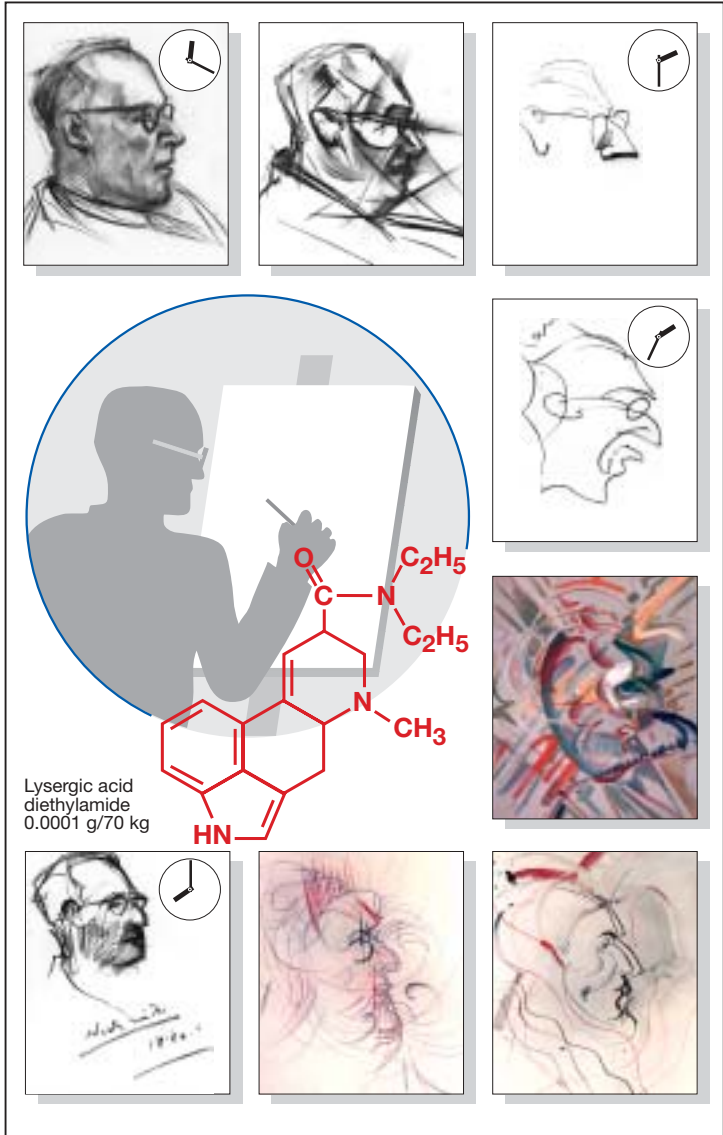 O
C
N
C₂H₅
C₂H₅
N
CH₃
HN
Lysergic acid
diethylamide
0.0001 g/70 kg